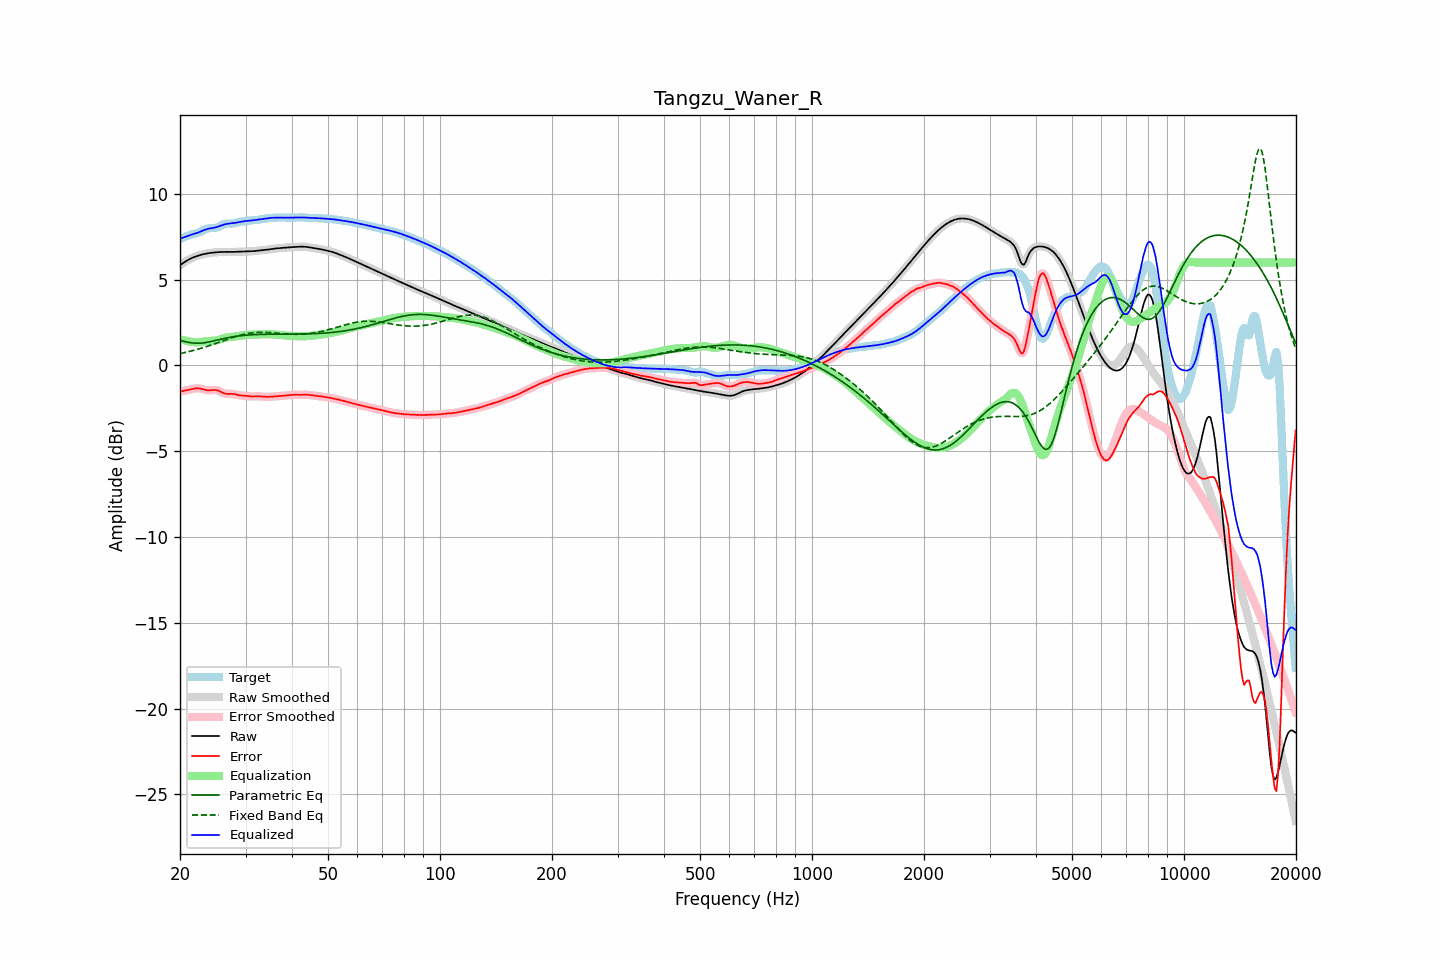 Tangzu_Waner_R
Amplitude (dBr)
10
5
0
−5
−10
−15
−20
−25
Target
Raw Smoothed
Error Smoothed
Raw
Error
Equalization
Parametric Eq
Fixed Band Eq
Equalized
20 50 100 200 500 1000 2000 5000 10000 20000
Frequency (Hz)